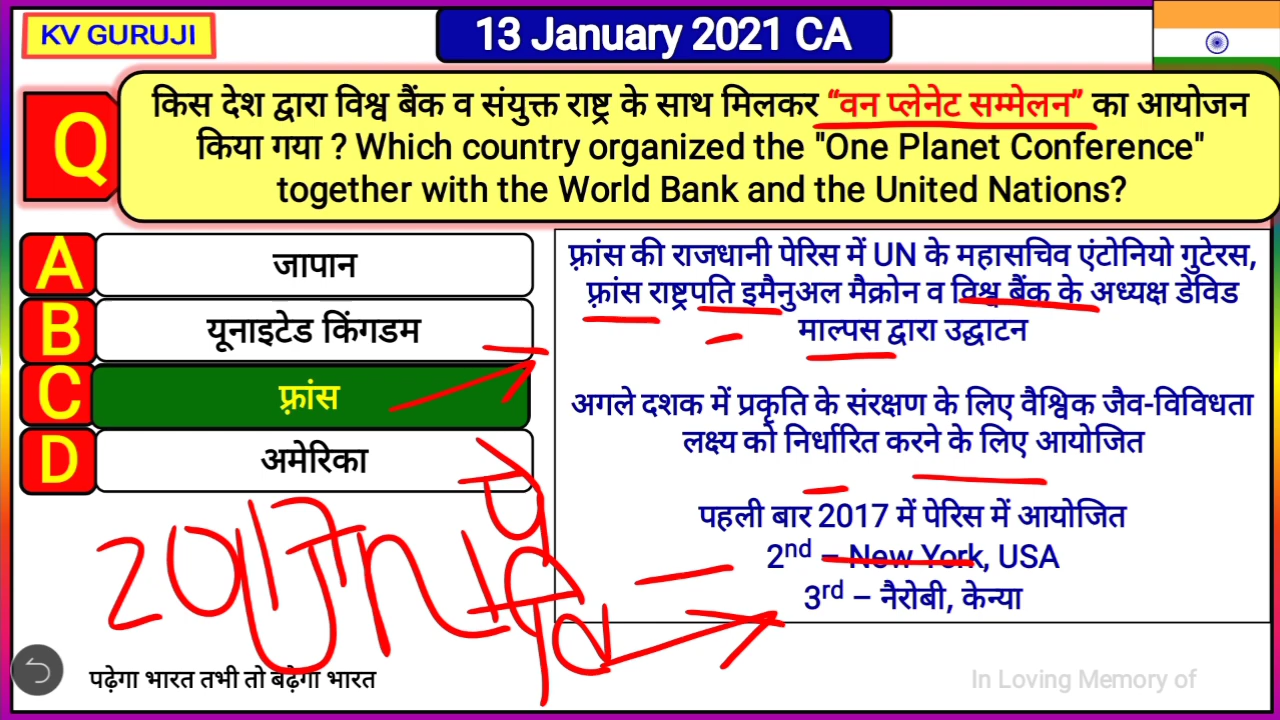 KV GURUJI
13 January 2021 CA
Q
किस देश द्वारा विश्व बैंक व संयुक्त राष्ट्र के साथ मिलकर “वन प्लेनेट सम्मेलन” का आयोजन
किया गया ? Which country organized the "One Planet Conference"
together with the World Bank and the United Nations?
A जापान
B यूनाइटेड किंगडम
C फ़्रांस
D अमेरिका
फ़्रांस की राजधानी पेरिस में UN के महासचिव एंटोनियो गुटेरस,
फ़्रांस राष्ट्रपति इमैनुअल मैक्रोन व विश्व बैंक के अध्यक्ष डेविड
माल्पस द्वारा उद्घाटन
अगले दशक में प्रकृति के संरक्षण के लिए वैश्विक जैव-विविधता
लक्ष्य को निर्धारित करने के लिए आयोजित
पहली बार 2017 में पेरिस में आयोजित
2nd – New York, USA
3rd – नैरोबी, केन्या
2017
पढ़ेगा भारत तभी तो बढ़ेगा भारत
In Loving Memory of